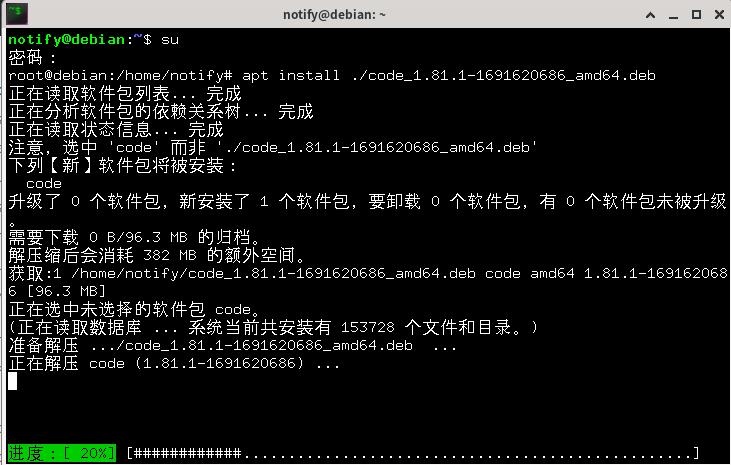 notify@debian: ~
notify@debian:~$ su
密码：
root@debian:/home/notify# apt install ./code_1.81.1-1691620686_amd64.deb
正在读取软件包列表... 完成
正在分析软件包的依赖关系树... 完成
正在读取状态信息... 完成
注意，选中 'code' 而非 './code_1.81.1-1691620686_amd64.deb'
下列【新】软件包将被安装：
  code
升级了 0 个软件包，新安装了 1 个软件包，要卸载 0 个软件包，有 0 个软件包未被升级
。
需要下载 0 B/96.3 MB 的归档。
解压缩后会消耗 382 MB 的额外空间。
获取:1 /home/notify/code_1.81.1-1691620686_amd64.deb code amd64 1.81.1-169162068
6 [96.3 MB]
正在选中未选择的软件包 code。
(正在读取数据库 ... 系统当前共安装有 153728 个文件和目录。)
准备解压 .../code_1.81.1-1691620686_amd64.deb  ...
正在解压 code (1.81.1-1691620686) ...
进度：[ 20%] [############..................................................]